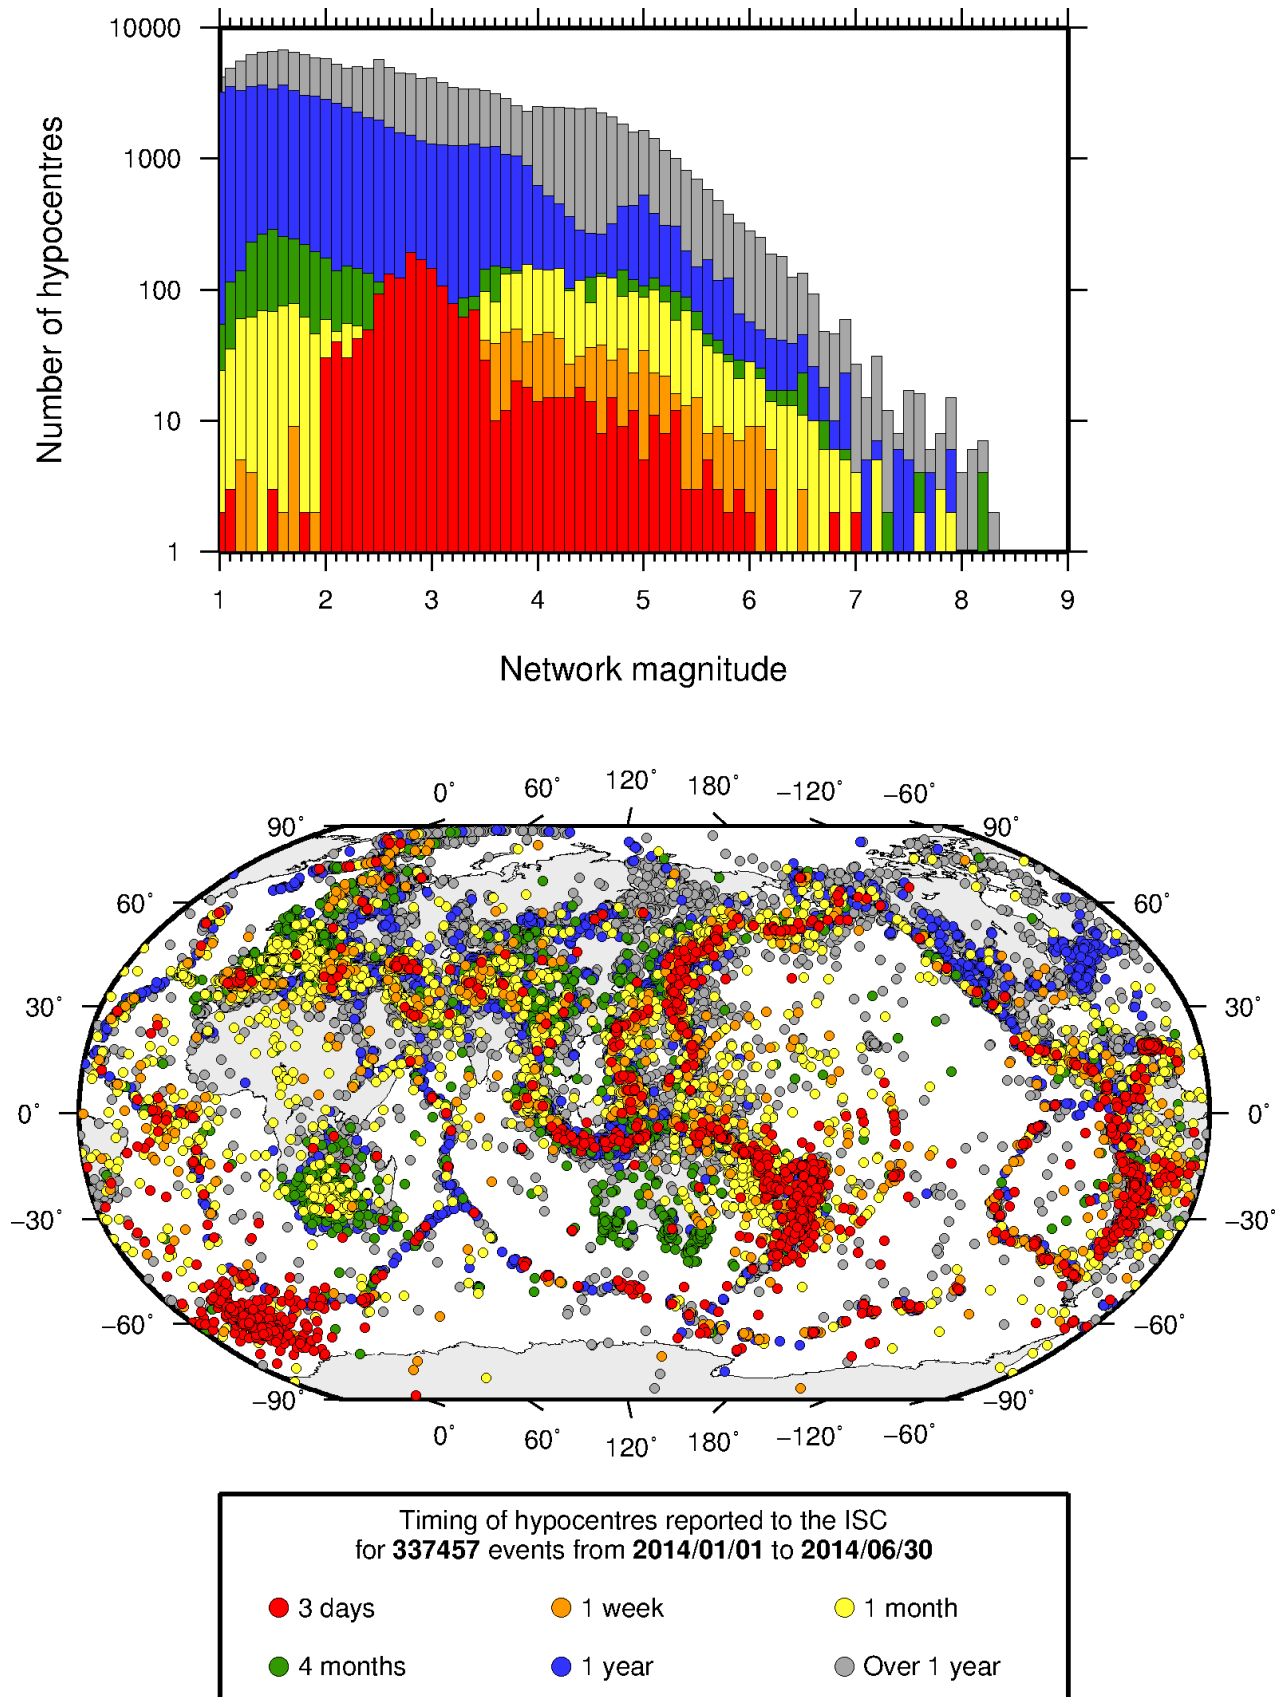 10000
1000
100
10
1
Number of hypocentres
1 2 3 4 5 6 7 8 9
Network magnitude
0° 60° 120° 180° −120° −60°
90° 90°
60° 60°
30° 30°
0° 0°
−30° −30°
−60° −60°
−90° −90°
0° 60° 120° 180° −120° −60°
Timing of hypocentres reported to the ISC
for 337457 events from 2014/01/01 to 2014/06/30
3 days 1 week 1 month
4 months 1 year Over 1 year